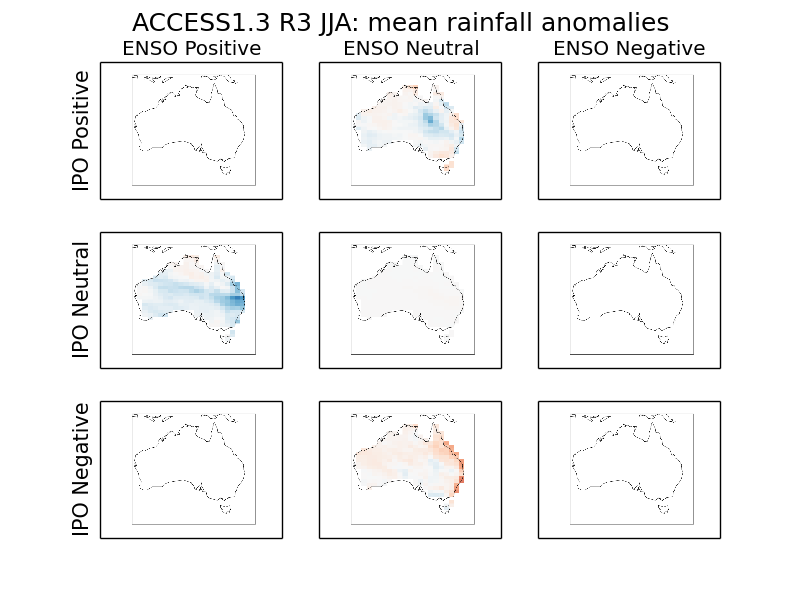 ACCESS1.3 R3 JJA: mean rainfall anomalies
ENSO Positive
ENSO Neutral
ENSO Negative
IPO Positive
IPO Neutral
IPO Negative